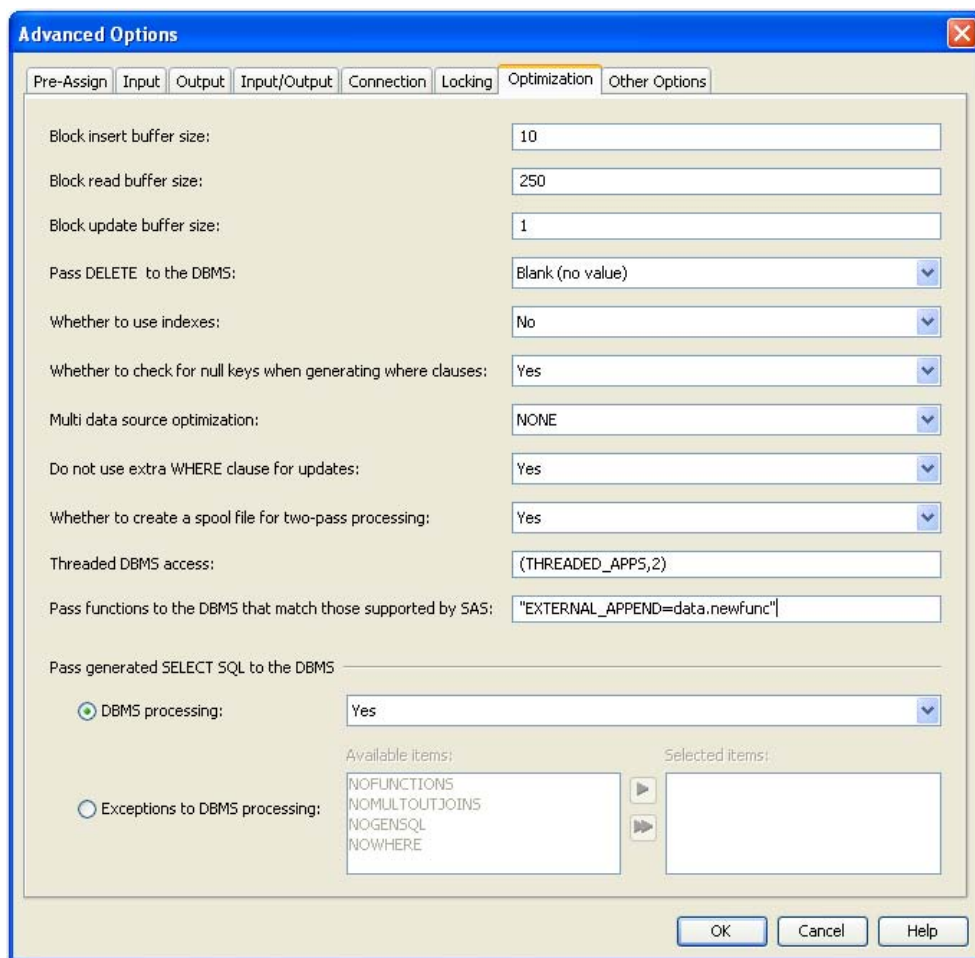 Advanced Options
Pre-Assign Input Output Input/Output Connection Locking Optimization Other Options
Block insert buffer size: 10
Block read buffer size: 250
Block update buffer size: 1
Pass DELETE  to the DBMS: Blank (no value)
Whether to use indexes: No
Whether to check for null keys when generating where clauses: Yes
Multi data source optimization: NONE
Do not use extra WHERE clause for updates: Yes
Whether to create a spool file for two-pass processing: Yes
Threaded DBMS access: (THREADED_APPS,2)
Pass functions to the DBMS that match those supported by SAS: "EXTERNAL_APPEND=data.newfunc"
Pass generated SELECT SQL to the DBMS
DBMS processing: Yes
Available items: Selected items:
Exceptions to DBMS processing:
NOFUNCTIONS
NOMULTOUTJOINS
NOGENSQL
NOWHERE
OK Cancel Help